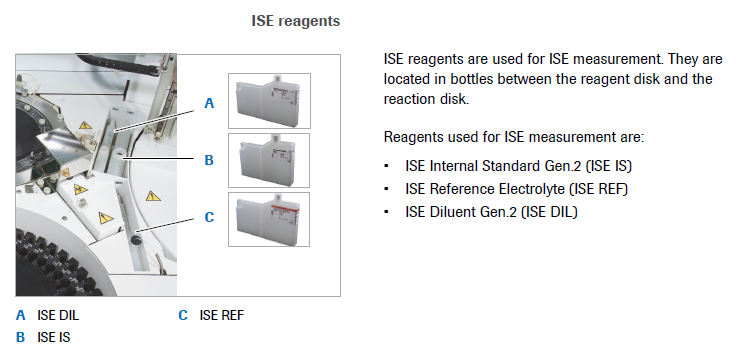 ISE reagents
A
B
C
A ISE DIL
B ISE IS
C ISE REF
ISE reagents are used for ISE measurement. They are
located in bottles between the reagent disk and the
reaction disk.
Reagents used for ISE measurement are:
▪ ISE Internal Standard Gen.2 (ISE IS)
▪ ISE Reference Electrolyte (ISE REF)
▪ ISE Diluent Gen.2 (ISE DIL)